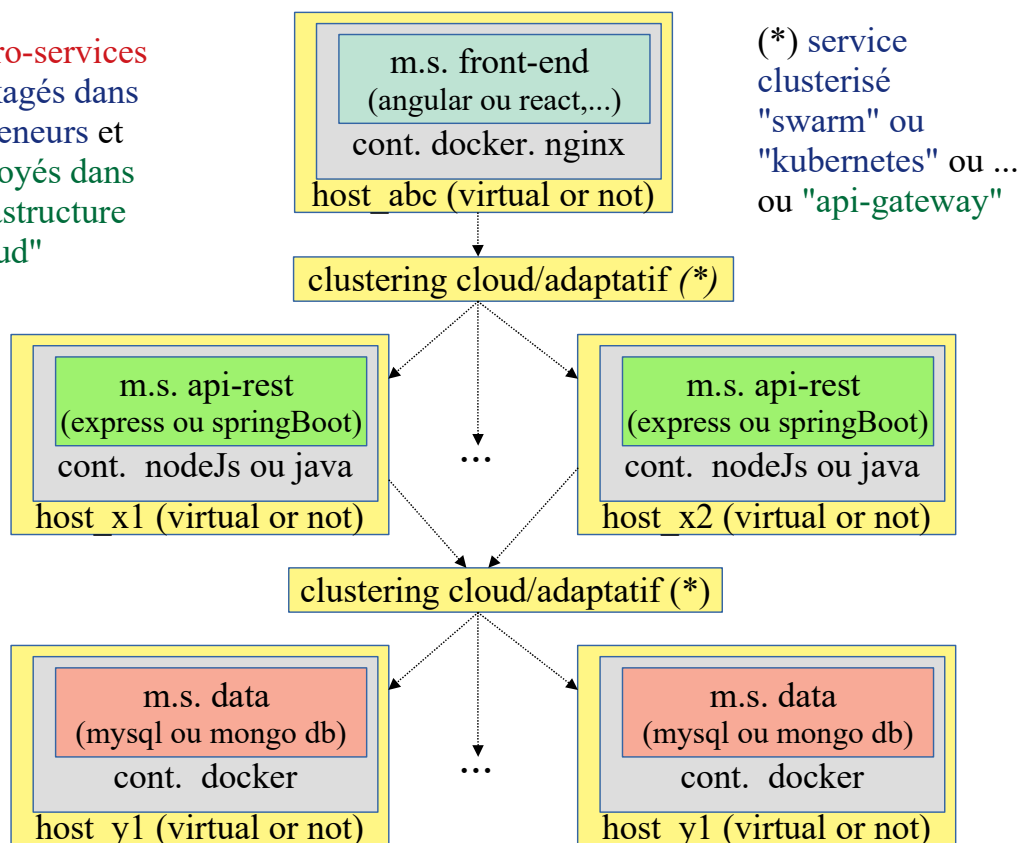 ro-services
kagés dans
eneurs et
oyés dans
astructure
ud"
m.s. front-end
(angular ou react,...)
cont. docker. nginx
host_abc (virtual or not)
(*) service
clusterisé
"swarm" ou
"kubernetes" ou ...
ou "api-gateway"
clustering cloud/adaptatif (*)
m.s. api-rest
(express ou springBoot)
cont. nodeJs ou java
host_x1 (virtual or not)
...
m.s. api-rest
(express ou springBoot)
cont. nodeJs ou java
host_x2 (virtual or not)
clustering cloud/adaptatif (*)
m.s. data
(mysql ou mongo db)
cont. docker
host_y1 (virtual or not)
...
m.s. data
(mysql ou mongo db)
cont. docker
host_y1 (virtual or not)